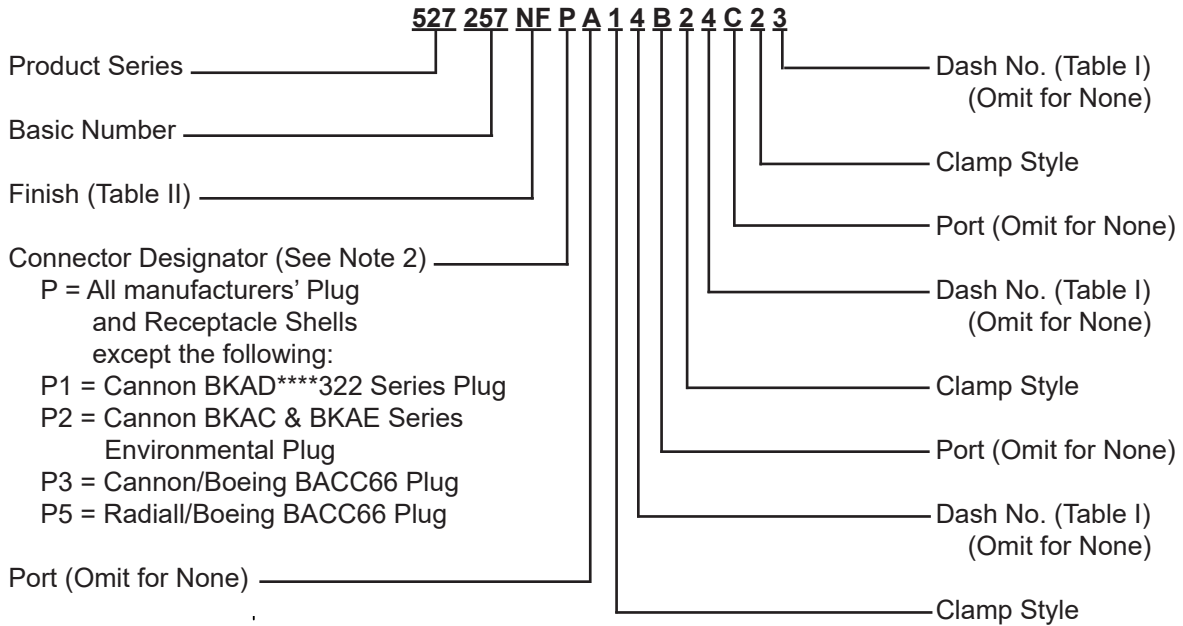 527 257 NF P A 1 4 B 2 4 C 2 3
Product Series
Basic Number
Finish (Table II)
Connector Designator (See Note 2)
P = All manufacturers’ Plug
and Receptacle Shells
except the following:
P1 = Cannon BKAD****322 Series Plug
P2 = Cannon BKAC & BKAE Series
Environmental Plug
P3 = Cannon/Boeing BACC66 Plug
P5 = Radiall/Boeing BACC66 Plug
Port (Omit for None)
Dash No. (Table I)
(Omit for None)
Clamp Style
Port (Omit for None)
Dash No. (Table I)
(Omit for None)
Clamp Style
Port (Omit for None)
Dash No. (Table I)
(Omit for None)
Clamp Style